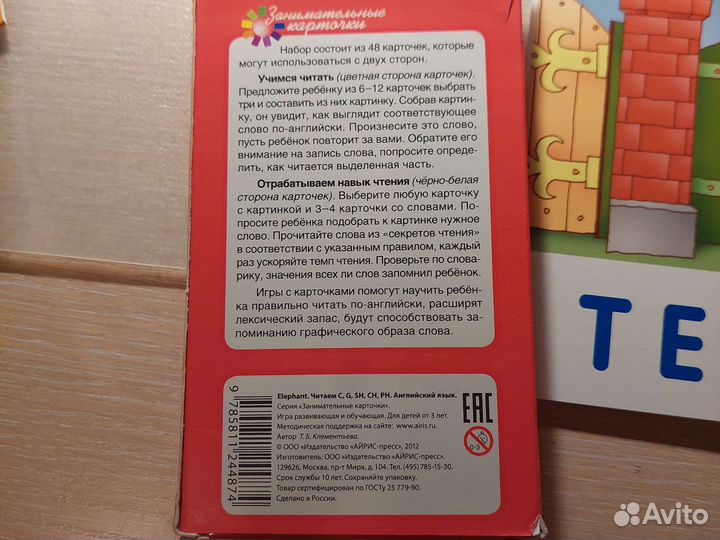 Занимательные
карточки
Набор состоит из 48 карточек, которые
могут использоваться с двух сторон.
Учимся читать (цветная сторона карточек).
Предложите ребёнку из 6–12 карточек выбрать
три и составить из них картинку. Собрав картин-
ку, он увидит, как выглядит соответствующее
слово по-английски. Произнесите это слово,
пусть ребёнок повторит за вами. Обратите его
внимание на запись слова, попросите опреде-
лить, как читается выделенная часть.
Отрабатываем навык чтения (чёрно-белая
сторона карточек). Выберите любую карточку
с картинкой и 3–4 карточки со словами. По-
просите ребёнка подобрать к картинке нужное
слово. Прочитайте слова из «секретов чтения»
в соответствии с указанным правилом, каждый
раз ускоряйте темп чтения. Проверьте по слова-
рику, значения всех ли слов запомнил ребёнок.
Игры с карточками помогут научить ребён-
ка правильно читать по-английски, расширят
лексический запас, будут способствовать за-
поминанию графического образа слова.
TE
9 785811 244874
Elephant. Читаем C, G, SH, CH, PH. Английский язык.
Серия «Занимательные карточки».
Игра развивающая и обучающая. Для детей от 3 лет.
Методическая поддержка на сайте: www.airis.ru
Автор Т. Б. Клементьева.
© ООО «Издательство «АЙРИС-пресс», 2012
Изготовитель: ООО «Издательство «АЙРИС-пресс»,
129626, Москва, пр-т Мира, д. 104. Тел. (495) 785-15-30.
Срок службы 10 лет. Сохраняйте упаковку.
Товар сертифицирован по ГОСТу 25 779-90.
Сделано в России.
EAC
0-3
Avito